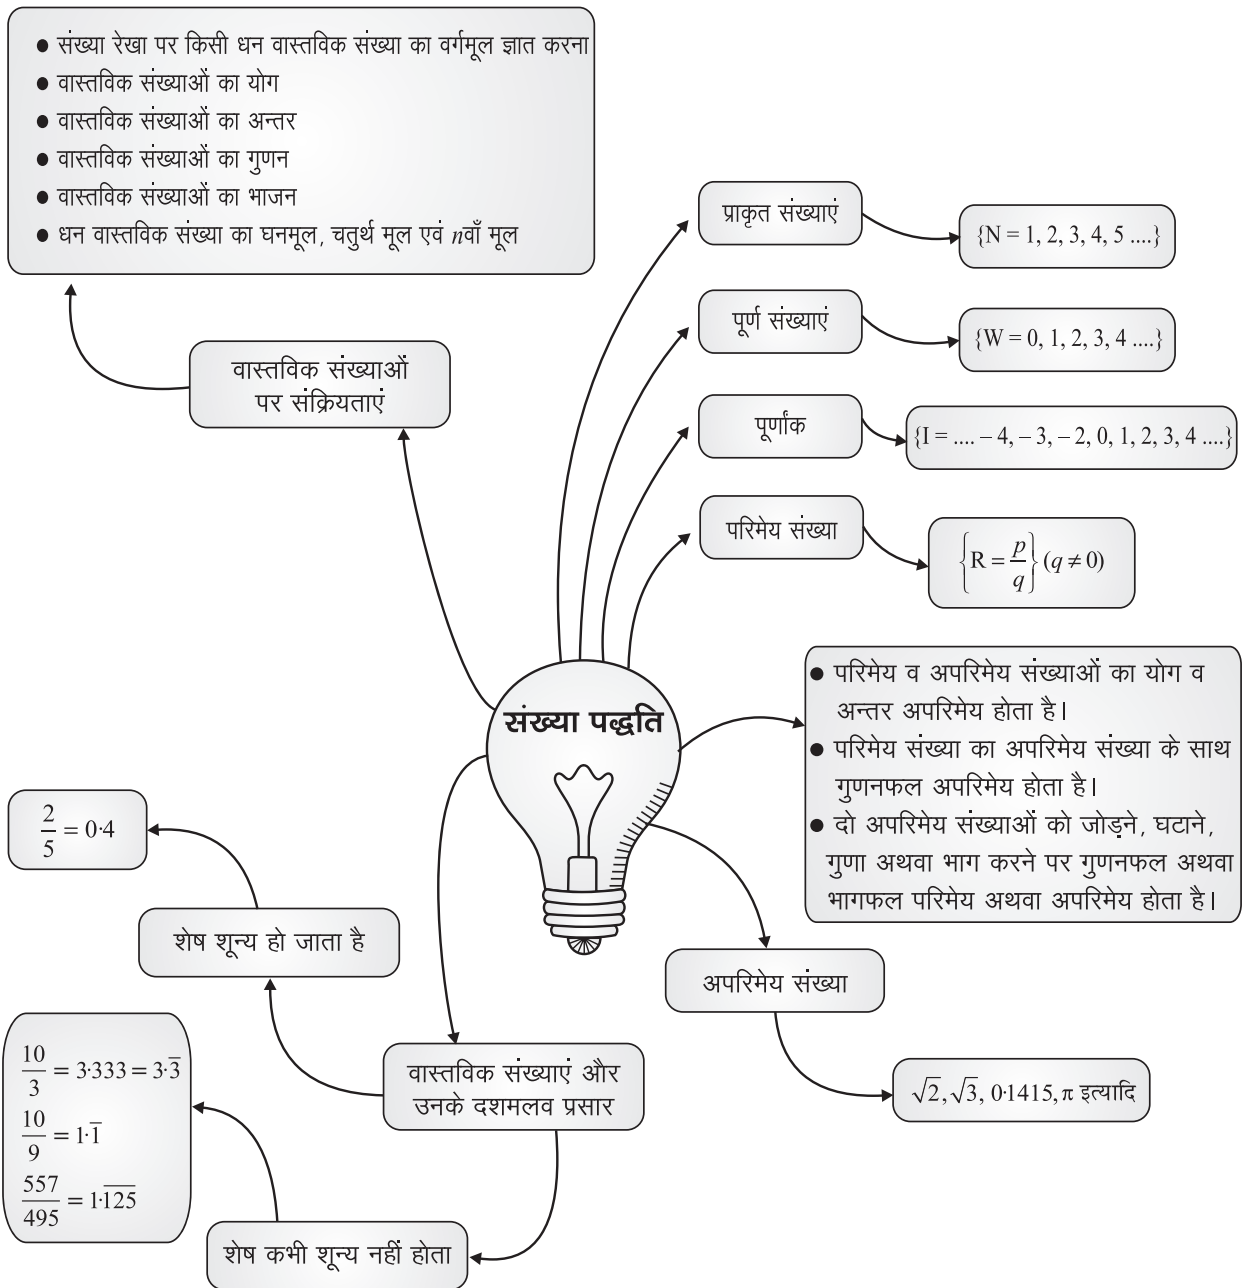 ● संख्या रेखा पर किसी धन वास्तविक संख्या का वर्गमूल ज्ञात करना
● वास्तविक संख्याओं का योग
● वास्तविक संख्याओं का अन्तर
● वास्तविक संख्याओं का गुणन
● वास्तविक संख्याओं का भाजन
● धन वास्तविक संख्या का घनमूल, चतुर्थ मूल एवं nवाँ मूल
वास्तविक संख्याओं
पर संक्रियताएं
प्राकृत संख्याएं
{N = 1, 2, 3, 4, 5 ....}
पूर्ण संख्याएं
{W = 0, 1, 2, 3, 4 ....}
पूर्णांक
{I = .... – 4, – 3, – 2, 0, 1, 2, 3, 4 ....}
परिमेय संख्या
{R = p/q} (q ≠ 0)
संख्या पद्धति
● परिमेय व अपरिमेय संख्याओं का योग व
अन्तर अपरिमेय होता है।
● परिमेय संख्या का अपरिमेय संख्या के साथ
गुणनफल अपरिमेय होता है।
● दो अपरिमेय संख्याओं को जोड़ने, घटाने,
गुणा अथवा भाग करने पर गुणनफल अथवा
भागफल परिमेय अथवा अपरिमेय होता है।
अपरिमेय संख्या
√2, √3, 0·1415, π इत्यादि
2/5 = 0·4
शेष शून्य हो जाता है
वास्तविक संख्याएं और
उनके दशमलव प्रसार
10/3 = 3·333 = 3·3̅
10/9 = 1·1̅
557/495 = 1·1̅2̅5̅
शेष कभी शून्य नहीं होता